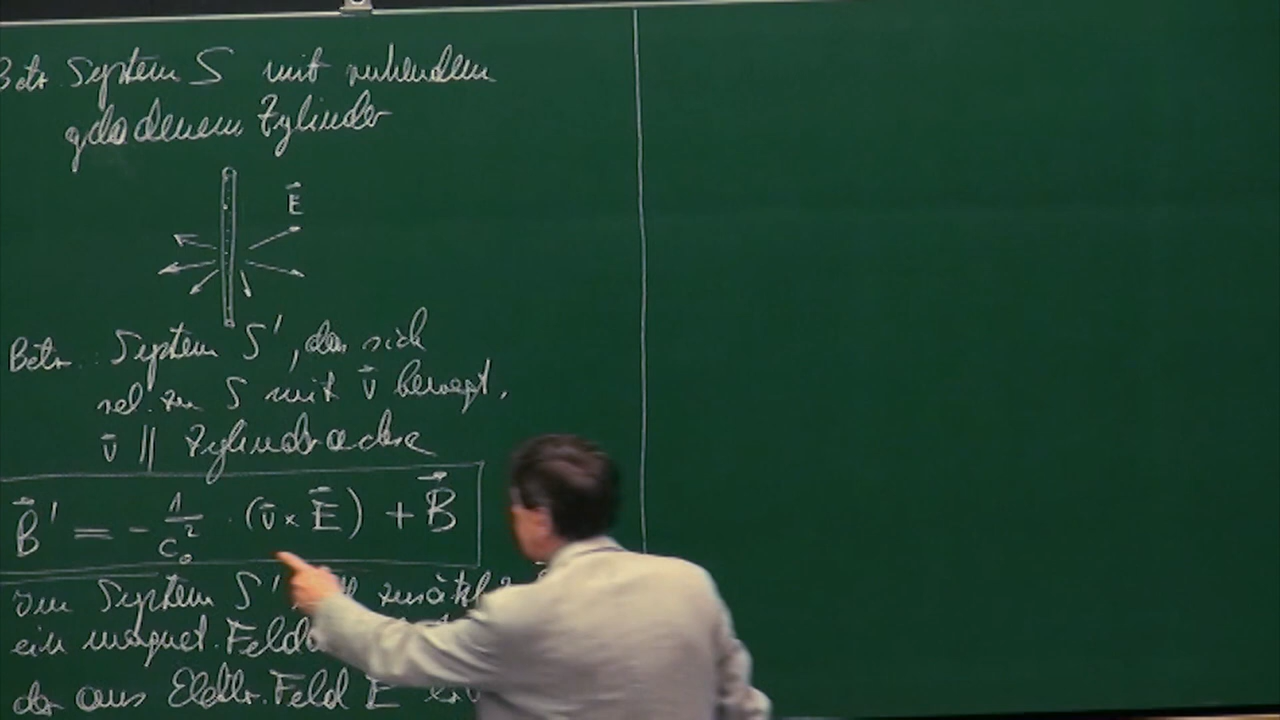 Betr. System S mit ruhendem
geladenem Zylinder
E⃗
Betr. System S', das sich
rel. zu S mit v⃗ bewegt,
v⃗ || Zylinderachse
B⃗' = - 1/c₀² · (v⃗ × E⃗) + B⃗
Im System S' zusätzl.
ein magnet. Feld
das aus Elektr. Feld E